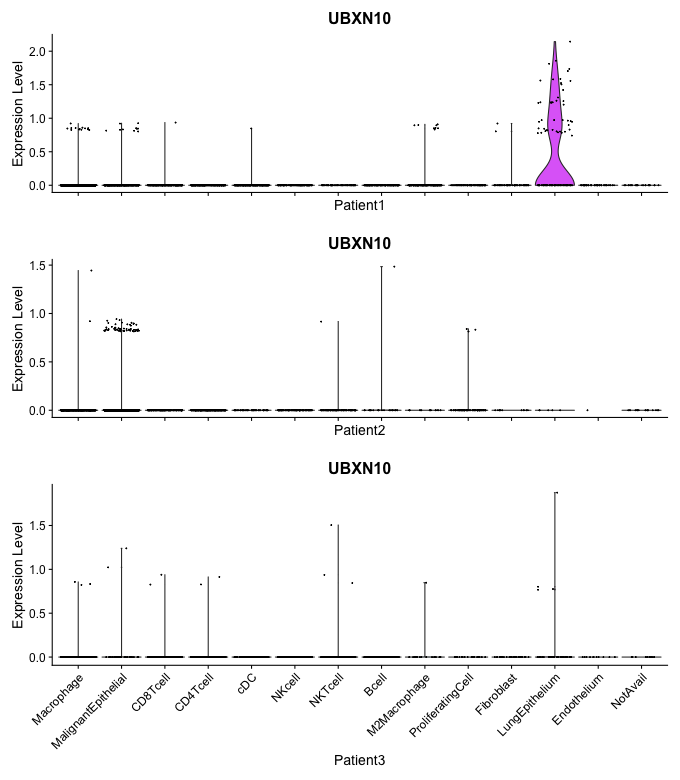 UBXN10
Expression Level
2.0
1.5
1.0
0.5
0.0
Patient1
UBXN10
Expression Level
1.5
1.0
0.5
0.0
Patient2
UBXN10
Expression Level
1.5
1.0
0.5
0.0
Macrophage
MalignantEpithelial
CD8Tcell
CD4Tcell
cDC
NKcell
NKTcell
Bcell
M2Macrophage
ProliferatingCell
Fibroblast
LungEpithelium
Endothelium
NotAvail
Patient3